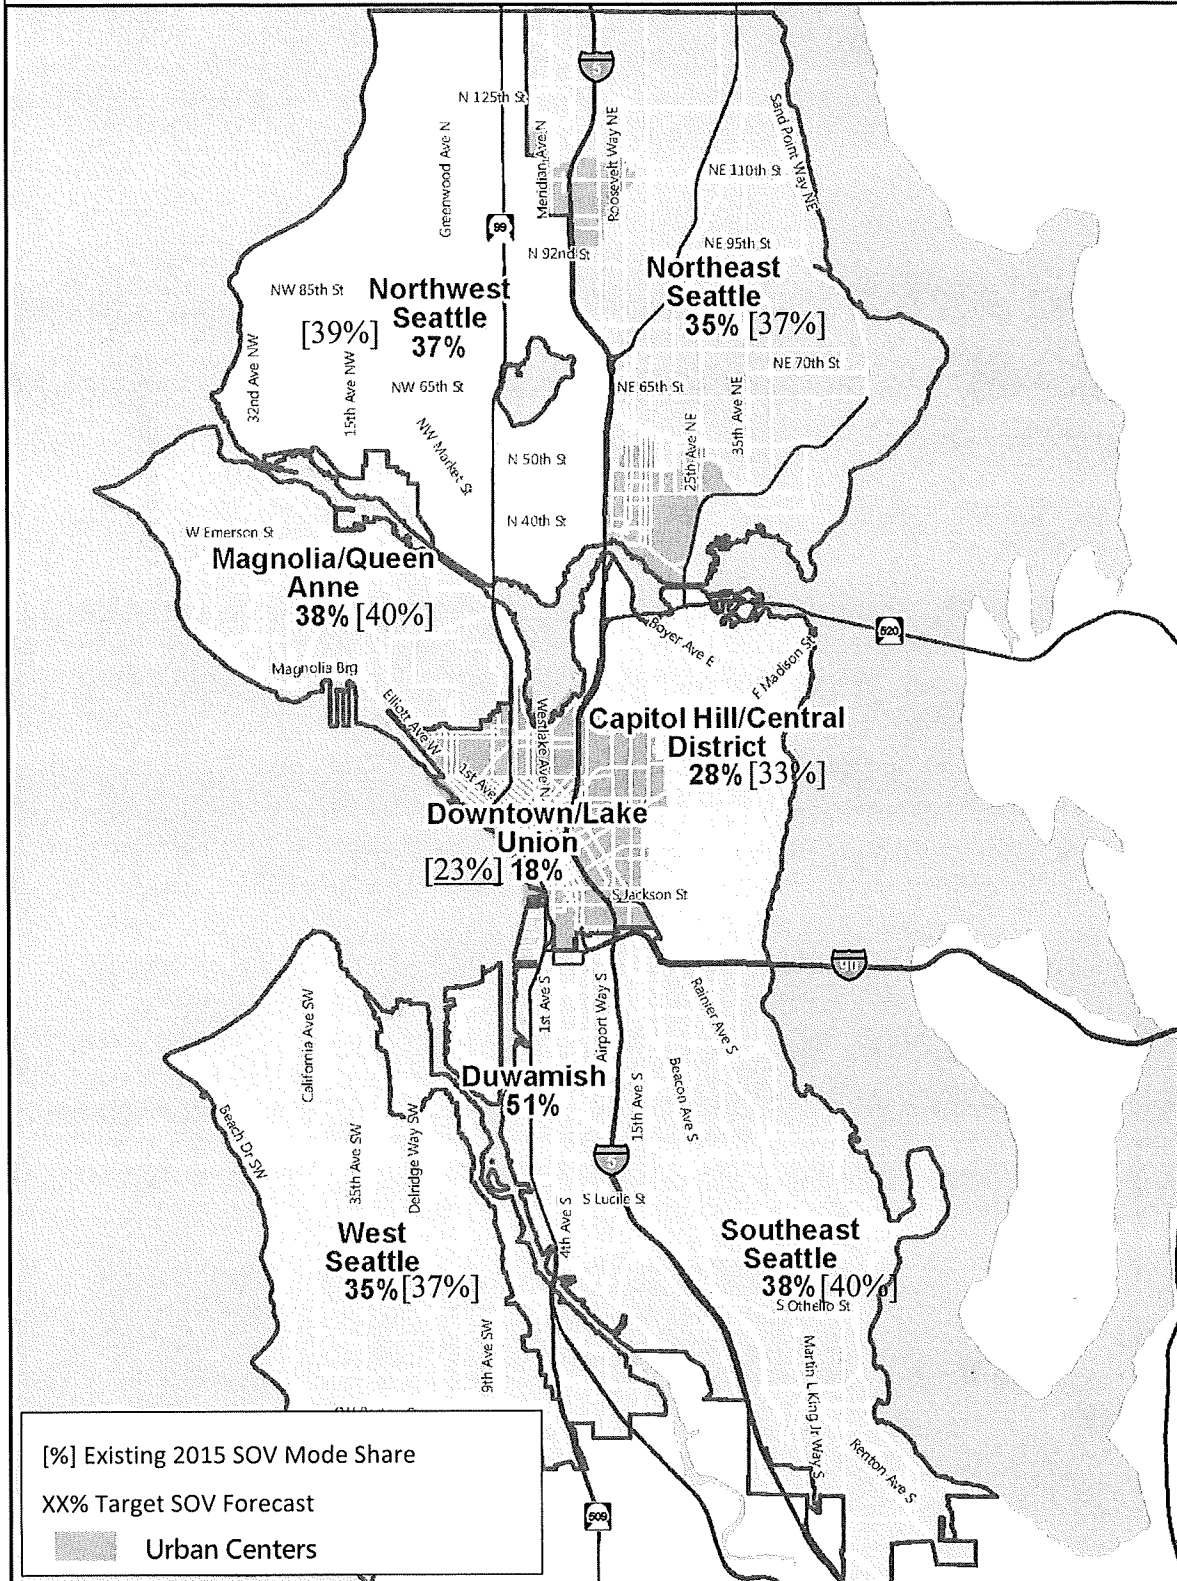 5
N 125th St
Greenwood Ave N
Meridian Ave N
Roosevelt Way NE
Sand Point Way NE
NE 110th St
99
N 92nd St
NE 95th St
Northeast
Seattle
35% [37%]
NW 85th St
Northwest
Seattle
[39%]
37%
32nd Ave NW
15th Ave NW
NW 65th St
NE 65th St
NE 70th St
25th Ave NE
35th Ave NE
NW Market St
N 50th St
N 40th St
W Emerson St
Magnolia/Queen
Anne
38% [40%]
Boyer Ave E
520
E Madison St
Magnolia Brg
Elliott Ave W
1st Ave
Westlake Ave N
Capitol Hill/Central
District
28% [33%]
Downtown/Lake
Union
[23%] 18%
S Jackson St
90
California Ave SW
1st Ave S
Airport Way S
Rainier Ave S
Duwamish
51%
Beach Dr SW
35th Ave SW
Delridge Way SW
15th Ave S
Beacon Ave S
5
S Lucile St
4th Ave S
West
Seattle
35% [37%]
Southeast
Seattle
38% [40%]
S Othello St
9th Ave SW
Martin L King Jr Way S
Renton Ave S
[%] Existing 2015 SOV Mode Share
XX% Target SOV Forecast
Urban Centers
509